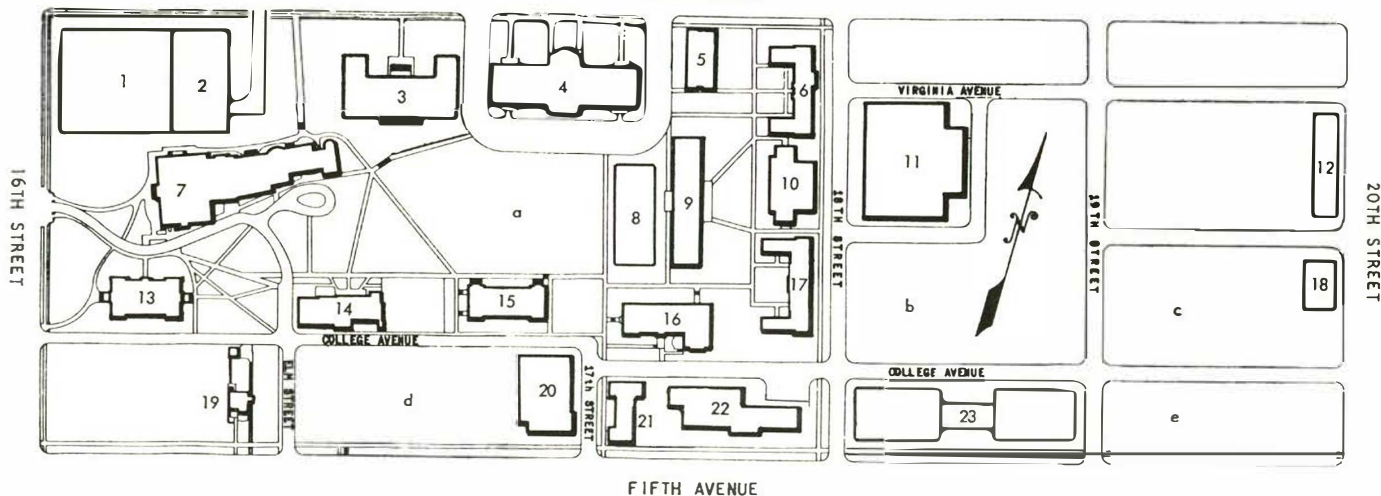 1
2
3
4
5
6
VIRGINIA AVENUE
7
8
9
10
11
12
16TH STREET
a
18TH STREET
N
19TH STREET
20TH STREET
13
14
15
16
17
b
c
18
COLLEGE AVENUE
COLLEGE AVENUE
19
ELM STREET
d
20
17th STREET
21
22
23
e
FIFTH AVENUE